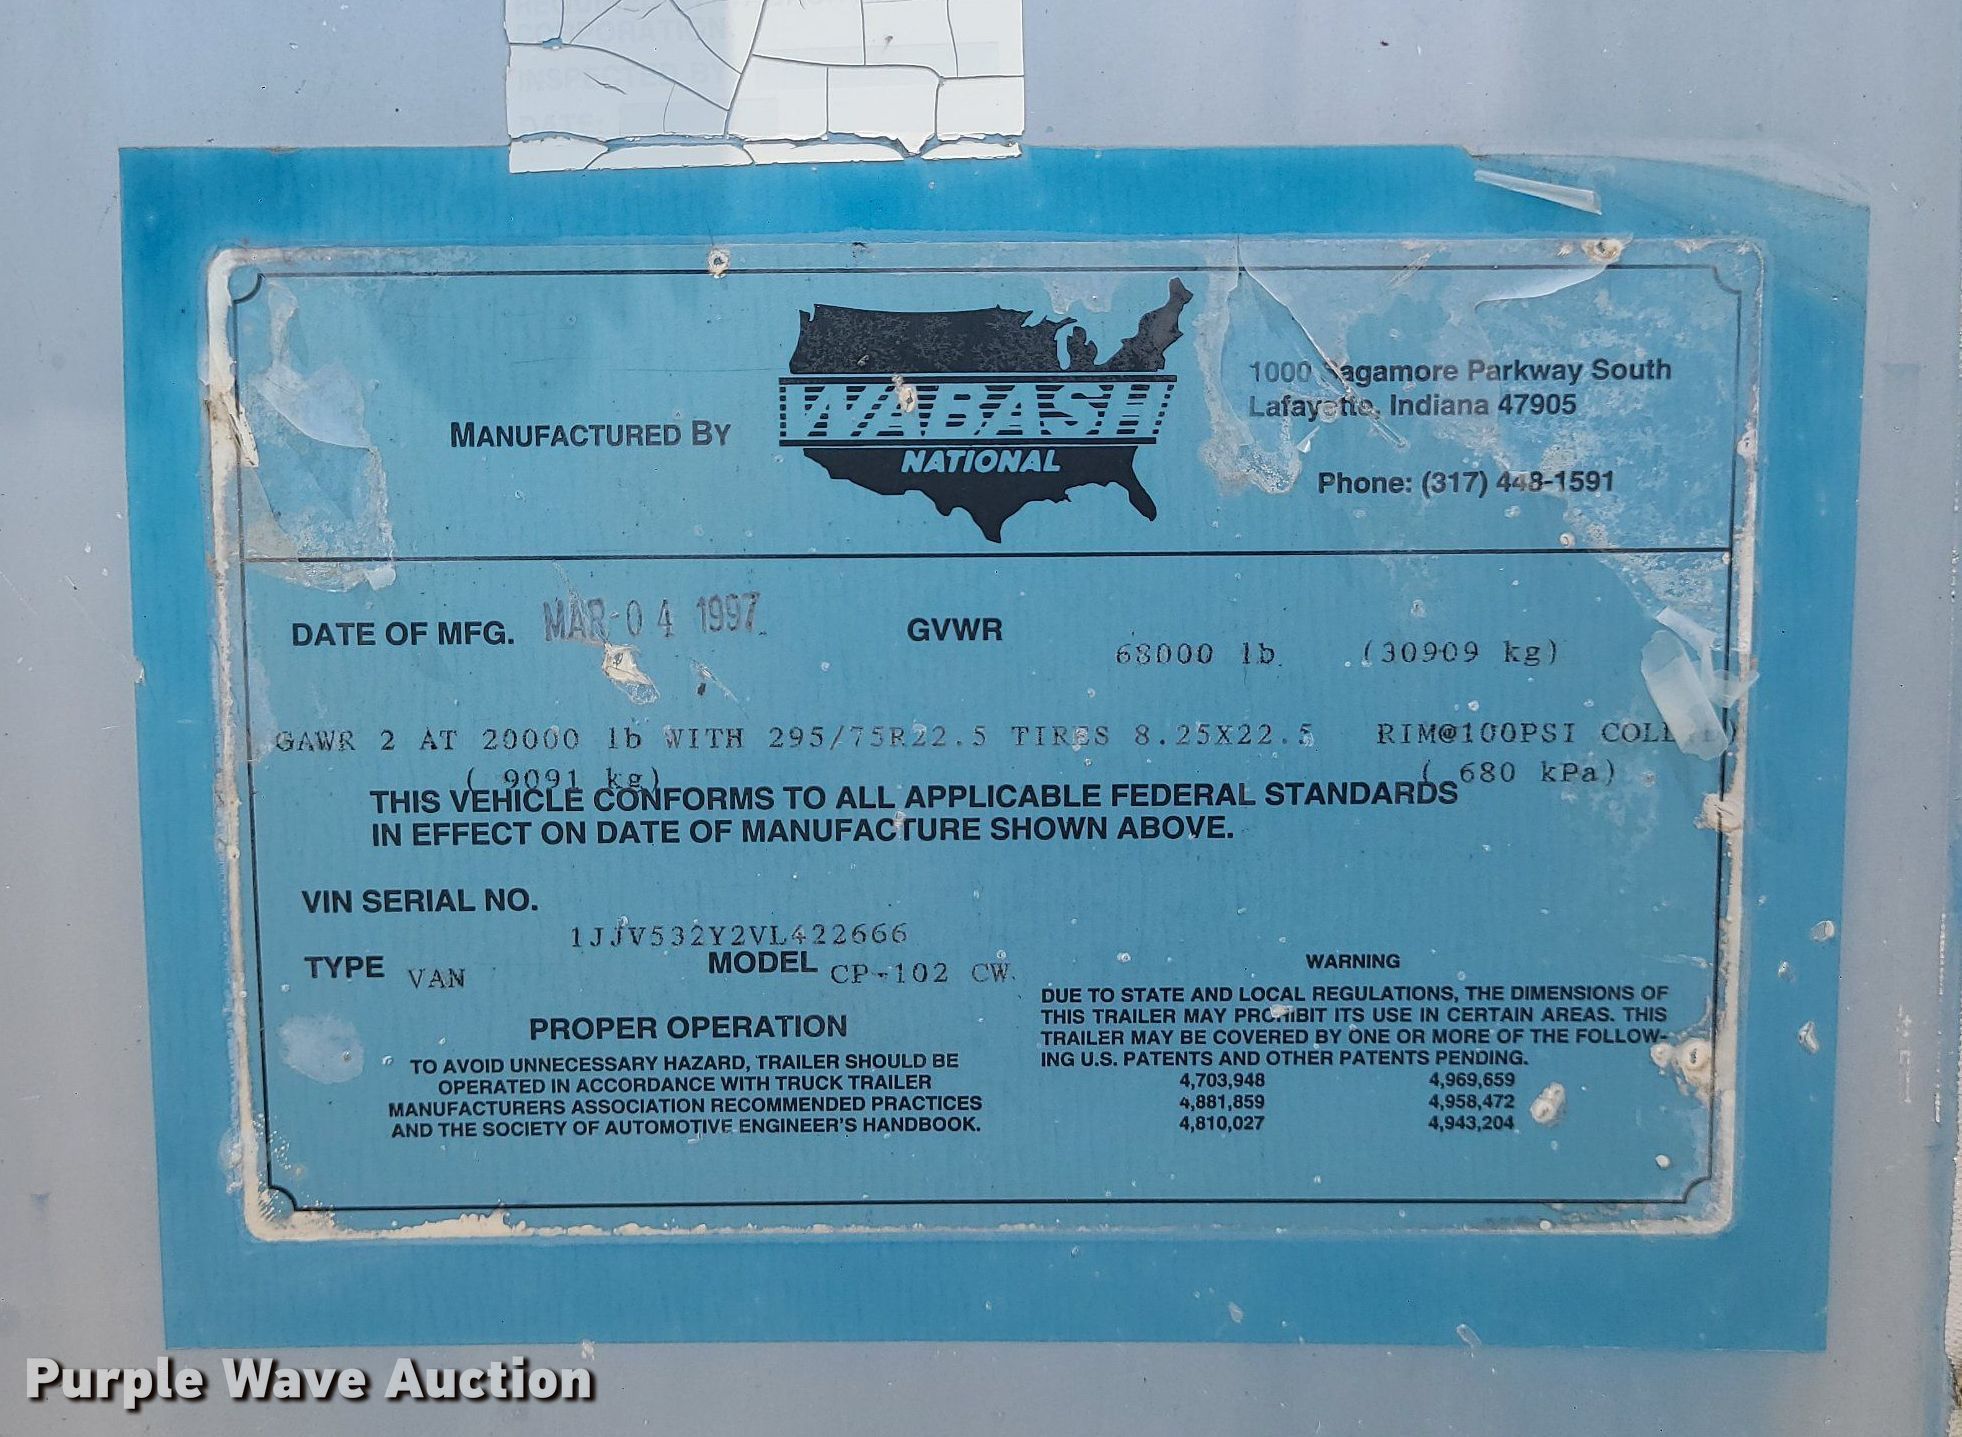 CORPORATION.
INSPECTED BY
DATE:
MANUFACTURED BY
WABASH
NATIONAL
1000 Sagamore Parkway South
Lafayette, Indiana 47905
Phone: (317) 448-1591
DATE OF MFG. MAR 04 1997
GVWR 68000 lb (30909 kg)
GAWR 2 AT 20000 lb WITH 295/75R22.5 TIRES 8.25X22.5 RIM@100PSI COLD
( 9091 kg) ( 680 kPa)
THIS VEHICLE CONFORMS TO ALL APPLICABLE FEDERAL STANDARDS
IN EFFECT ON DATE OF MANUFACTURE SHOWN ABOVE.
VIN SERIAL NO.
1JJV532Y2VL422666
TYPE VAN MODEL CP-102 CW
PROPER OPERATION
TO AVOID UNNECESSARY HAZARD, TRAILER SHOULD BE
OPERATED IN ACCORDANCE WITH TRUCK TRAILER
MANUFACTURERS ASSOCIATION RECOMMENDED PRACTICES
AND THE SOCIETY OF AUTOMOTIVE ENGINEER'S HANDBOOK.
WARNING
DUE TO STATE AND LOCAL REGULATIONS, THE DIMENSIONS OF
THIS TRAILER MAY PROHIBIT ITS USE IN CERTAIN AREAS. THIS
TRAILER MAY BE COVERED BY ONE OR MORE OF THE FOLLOW-
ING U.S. PATENTS AND OTHER PATENTS PENDING.
4,703,948 4,969,659
4,881,859 4,958,472
4,810,027 4,943,204
Purple Wave Auction